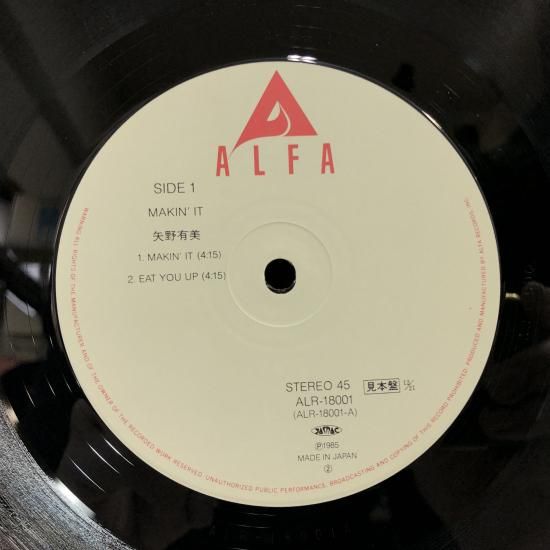 ALFA
SIDE 1
MAKIN' IT
矢野有美
1. MAKIN' IT (4:15)
2. EAT YOU UP (4:15)
STEREO 45 見本盤
ALR-18001
(ALR-18001-A)
JASRAC
Ⓟ1985
MADE IN JAPAN
②
WARNING: ALL RIGHTS OF THE MANUFACTURER AND OF THE OWNER OF THE RECORDED WORK RESERVED. UNAUTHORIZED PUBLIC PERFORMANCE, BROADCASTING AND COPYING OF THIS RECORD PROHIBITED. PRODUCED AND MANUFACTURED BY ALFA RECORDS, INC.